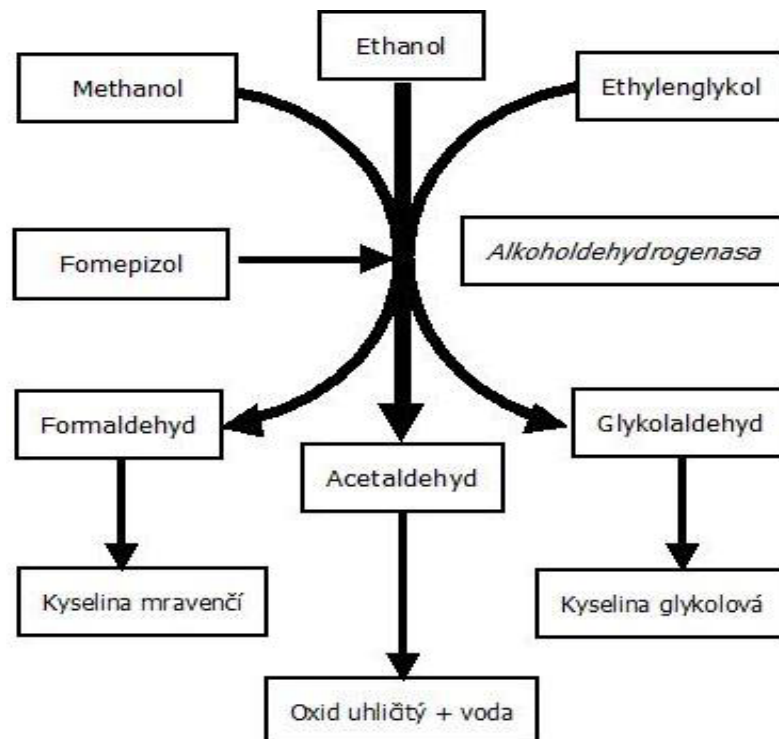 Ethanol
Methanol
Ethylenglykol
Fomepizol
Alkoholdehydrogenasa
Formaldehyd
Glykolaldehyd
Acetaldehyd
Kyselina mravenčí
Kyselina glykolová
Oxid uhličitý + voda